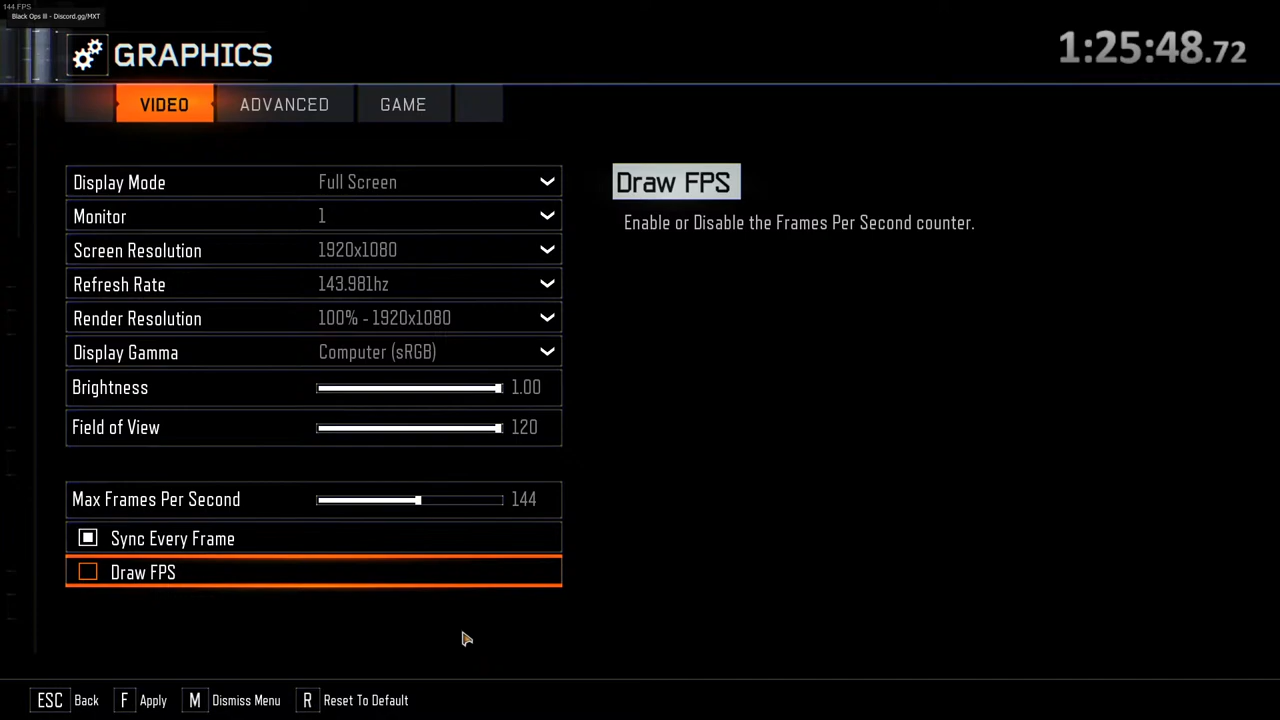 144 FPS
Black Ops III - Discord.gg/MXT
GRAPHICS
1:25:48.72
VIDEO ADVANCED GAME
Display Mode Full Screen
Monitor 1
Screen Resolution 1920x1080
Refresh Rate 143.981hz
Render Resolution 100% - 1920x1080
Display Gamma Computer (sRGB)
Brightness 1.00
Field of View 120
Max Frames Per Second 144
Sync Every Frame
Draw FPS
Draw FPS
Enable or Disable the Frames Per Second counter.
ESC Back F Apply M Dismiss Menu R Reset To Default